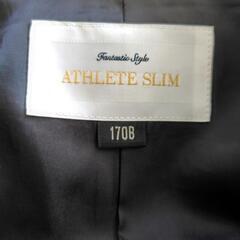 Fantastic Style
ATHLETE SLIM
170B